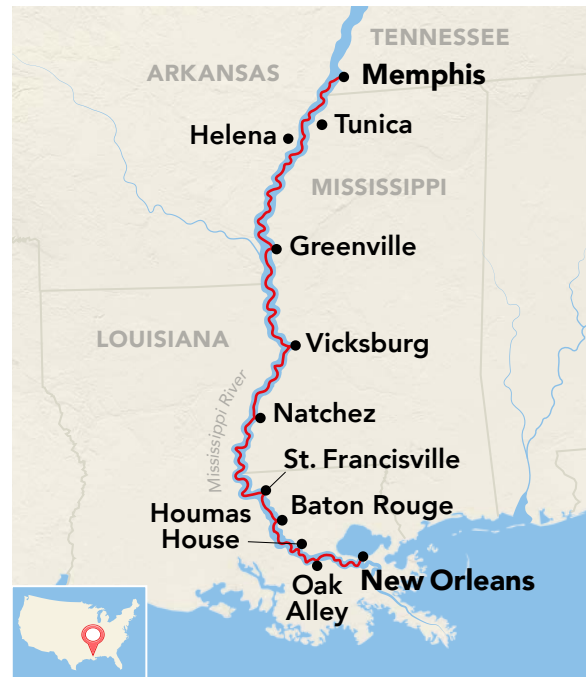 TENNESSEE
ARKANSAS
Memphis
Tunica
Helena
MISSISSIPPI
Greenville
LOUISIANA
Vicksburg
Mississippi River
Natchez
St. Francisville
Baton Rouge
Houmas
House
New Orleans
Oak
Alley